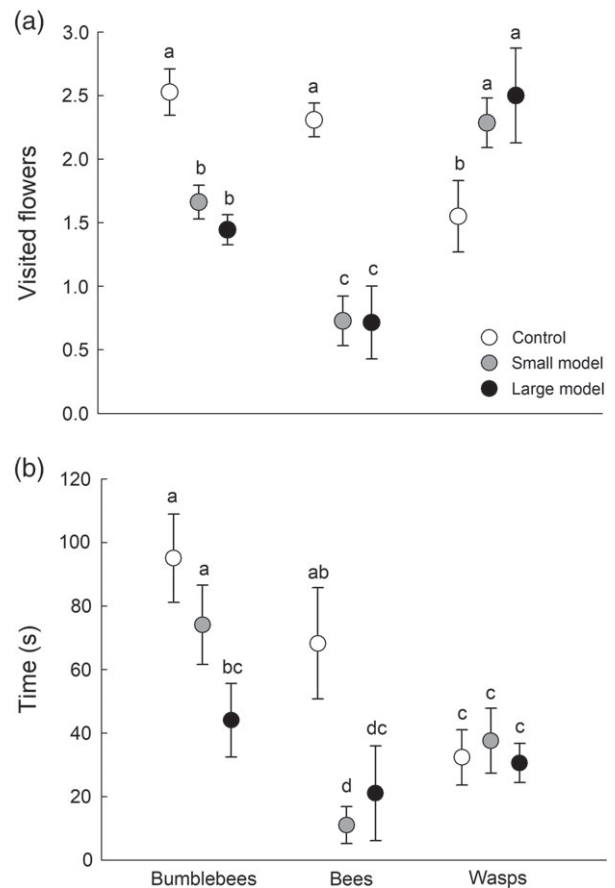 (a)
3.0
2.5
2.0
1.5
1.0
0.5
0.0
Visited flowers
a
b
b
a
c
c
b
a
a
Control
Small model
Large model
(b)
120
100
80
60
40
20
0
Time (s)
a
a
bc
ab
d
dc
c
c
c
Bumblebees Bees Wasps